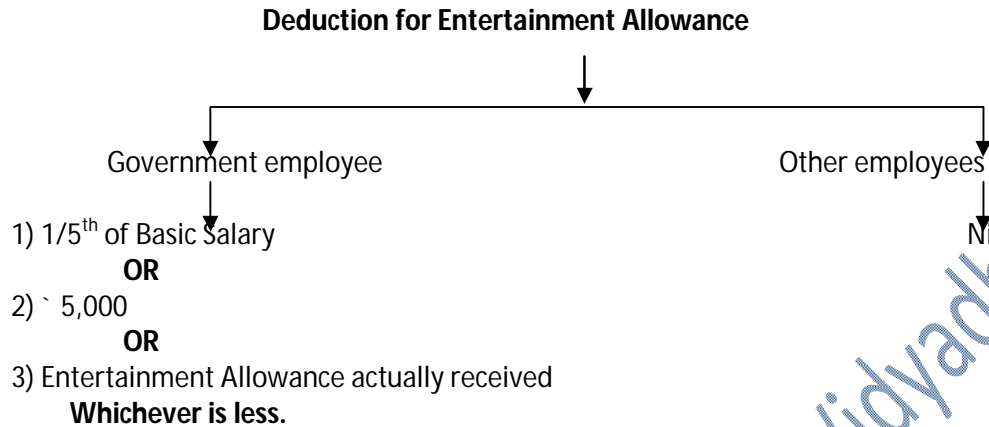 Deduction for Entertainment Allowance
Government employee Other employees
1) 1/5th of Basic Salary
OR
2) ` 5,000
OR
3) Entertainment Allowance actually received
Whichever is less.